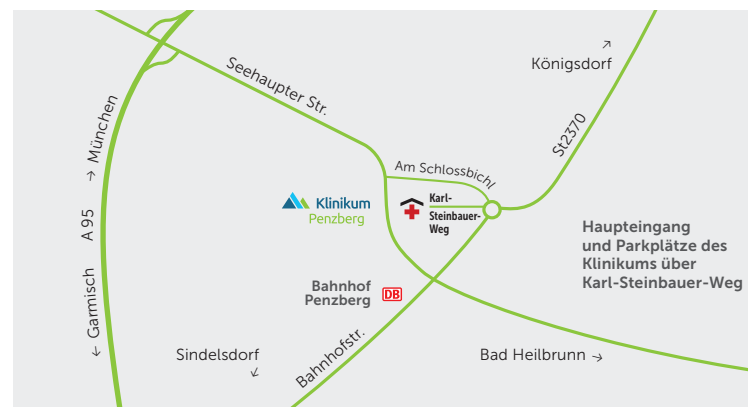 Königsdorf ↗
Seehaupter Str.
→ München
St2370
Am Schlossbichl
Klinikum
Penzberg
Karl-
Steinbauer-
Weg
A 95
Haupteingang
und Parkplätze des
Klinikums über
Karl-Steinbauer-Weg
Bahnhof
Penzberg
DB
← Garmisch
Sindelsdorf ↙
Bahnhofstr.
Bad Heilbrunn →